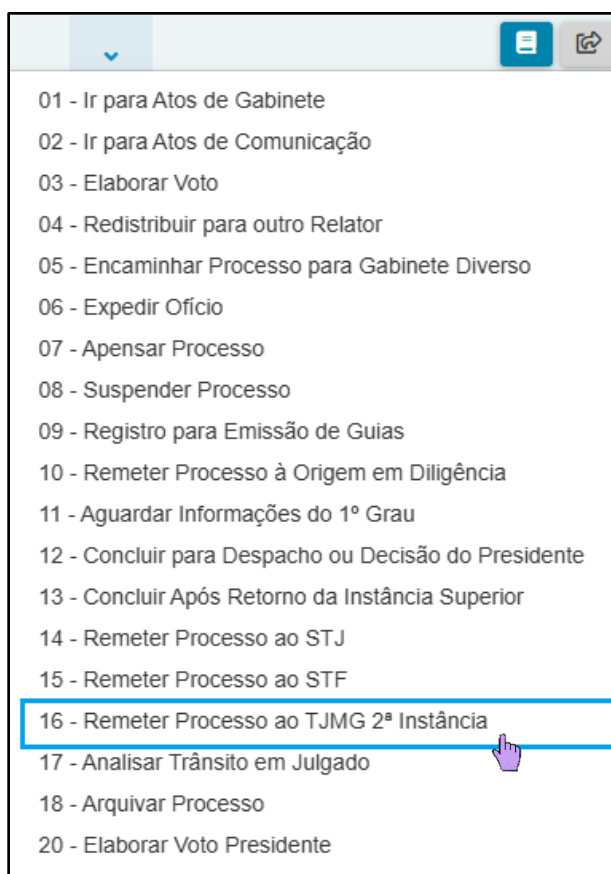 01 - Ir para Atos de Gabinete
02 - Ir para Atos de Comunicação
03 - Elaborar Voto
04 - Redistribuir para outro Relator
05 - Encaminhar Processo para Gabinete Diverso
06 - Expedir Ofício
07 - Apensar Processo
08 - Suspender Processo
09 - Registro para Emissão de Guias
10 - Remeter Processo à Origem em Diligência
11 - Aguardar Informações do 1º Grau
12 - Concluir para Despacho ou Decisão do Presidente
13 - Concluir Após Retorno da Instância Superior
14 - Remeter Processo ao STJ
15 - Remeter Processo ao STF
16 - Remeter Processo ao TJMG 2ª Instância
17 - Analisar Trânsito em Julgado
18 - Arquivar Processo
20 - Elaborar Voto Presidente